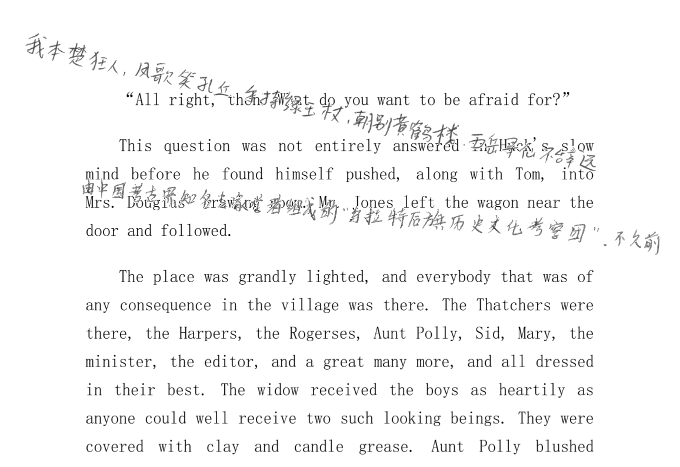 我本楚狂人，凤歌笑孔丘 手持绿玉杖，朝别黄鹤楼 五岳寻仙不辞远
“All right, that What do you want to be afraid for?”
This question was not entirely answered in Huck's slow
mind before he found himself pushed, along with Tom, into
由中国 知名专家学者组成的“乌拉特后旗历史文化考察团”．不久前
Mrs. Douglas' drawing-room. Mr. Jones left the wagon near the
door and followed.
The place was grandly lighted, and everybody that was of
any consequence in the village was there. The Thatchers were
there, the Harpers, the Rogerses, Aunt Polly, Sid, Mary, the
minister, the editor, and a great many more, and all dressed
in their best. The widow received the boys as heartily as
anyone could well receive two such looking beings. They were
covered with clay and candle grease. Aunt Polly blushed